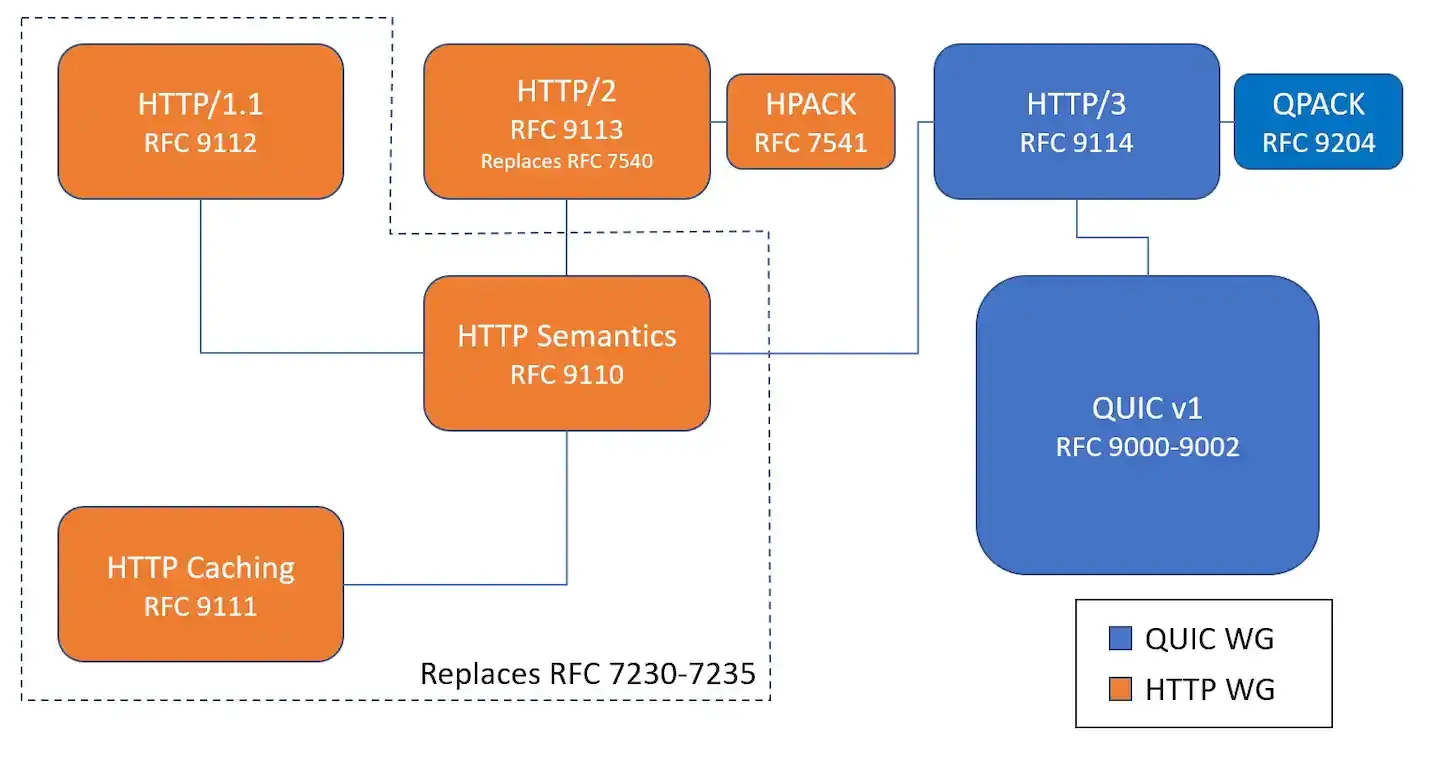 HTTP/1.1
RFC 9112
HTTP/2
RFC 9113
Replaces RFC 7540
HPACK
RFC 7541
HTTP/3
RFC 9114
QPACK
RFC 9204
HTTP Semantics
RFC 9110
QUIC v1
RFC 9000-9002
HTTP Caching
RFC 9111
Replaces RFC 7230-7235
QUIC WG
HTTP WG